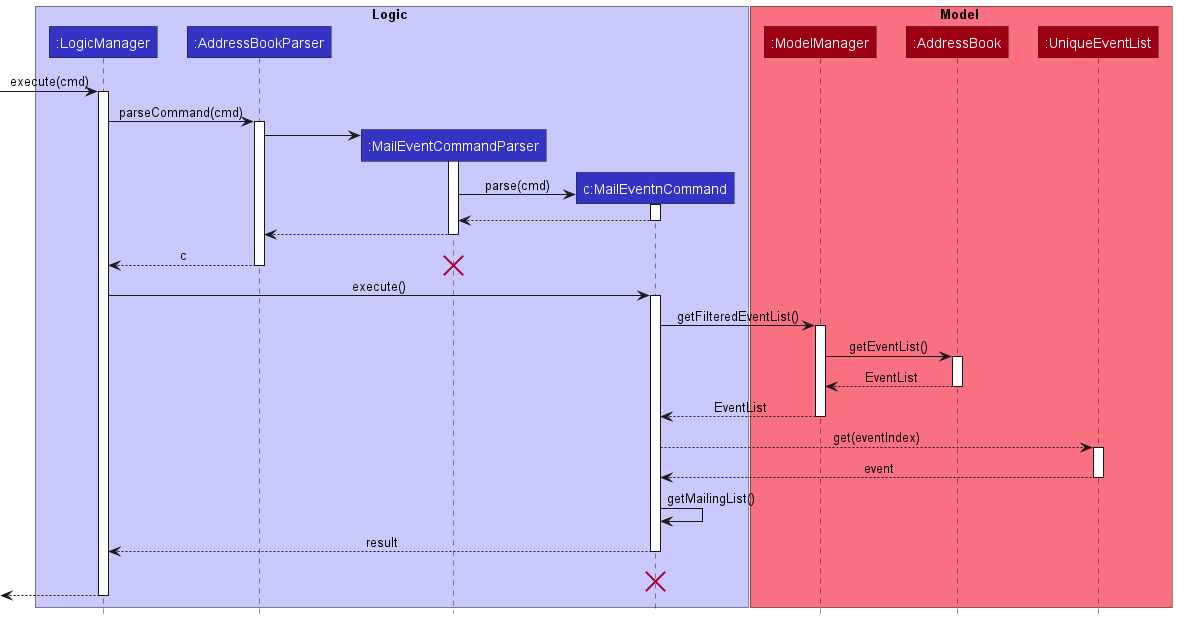 Logic
Model
:LogicManager
:AddressBookParser
:ModelManager
:AddressBook
:UniqueEventList
execute(cmd)
parseCommand(cmd)
:MailEventCommandParser
parse(cmd)
c:MailEventnCommand
c
execute()
getFilteredEventList()
getEventList()
EventList
EventList
get(eventIndex)
event
getMailingList()
result